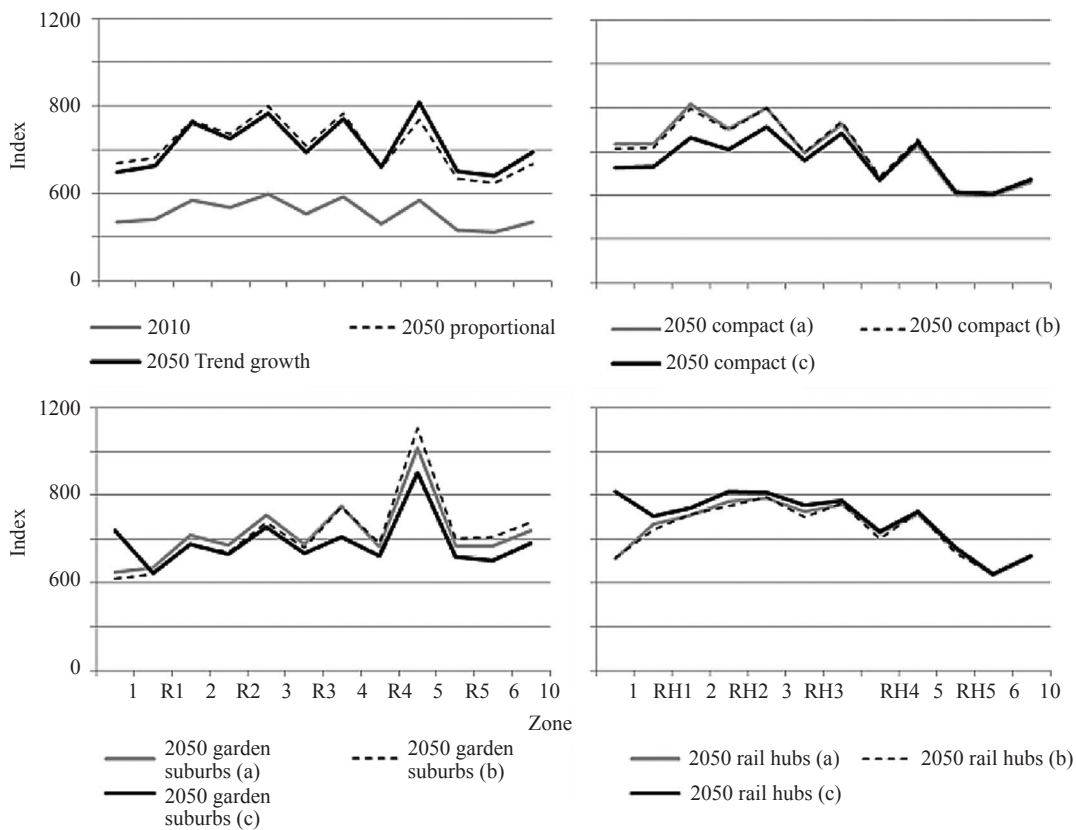 1200
800
600
0
Index
2010
2050 proportional
2050 Trend growth
2050 compact (a)
2050 compact (b)
2050 compact (c)
1200
800
600
0
Index
1 R1 2 R2 3 R3 4 R4 5 R5 6 10
1 RH1 2 RH2 3 RH3 RH4 5 RH5 6 10
Zone
2050 garden
suburbs (a)
2050 garden
suburbs (b)
2050 garden
suburbs (c)
2050 rail hubs (a)
2050 rail hubs (b)
2050 rail hubs (c)